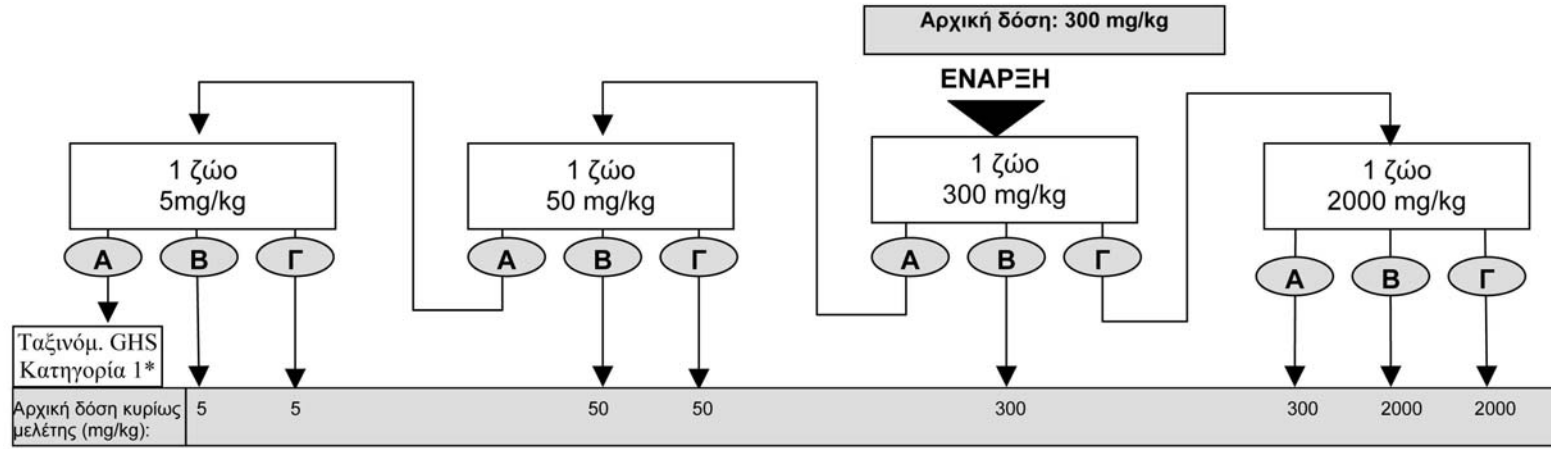 Αρχική δόση: 300 mg/kg
ΕΝΑΡΞΗ
1 ζώο
5mg/kg
1 ζώο
50 mg/kg
1 ζώο
300 mg/kg
1 ζώο
2000 mg/kg
Α Β Γ
Α Β Γ
Α Β Γ
Α Β Γ
Ταξινόμ. GHS
Κατηγορία 1*
Αρχική δόση κυρίως
μελέτης (mg/kg):
5 5 50 50 300 300 2000 2000